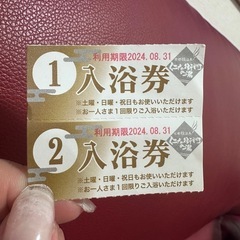 利用期限2024.08.31
1 入浴券
※土曜・日曜・祝日もお使いいただけます
※お一人さま1回限りご入浴いただけます
利用期限2024.08.31
2 入浴券
※土曜・日曜・祝日もお使いいただけます
※お一人さま1回限りご入浴いただけます